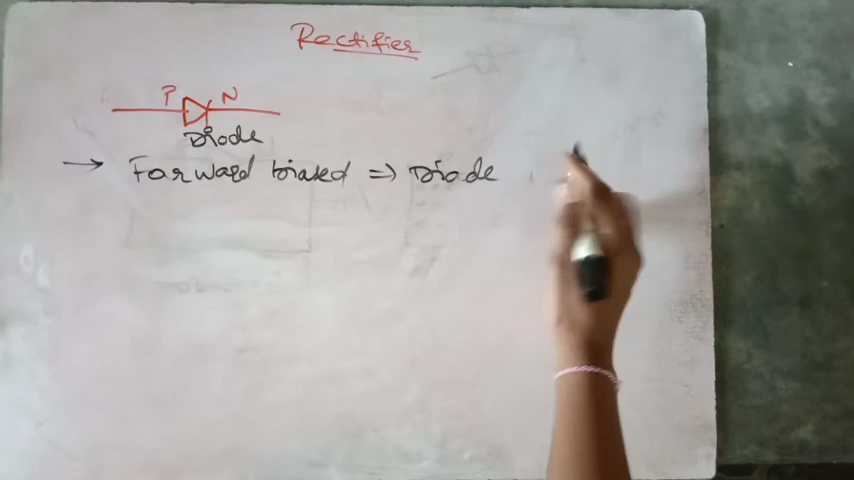 Rectifier
P N
Diode
→ Forward biased => Diode